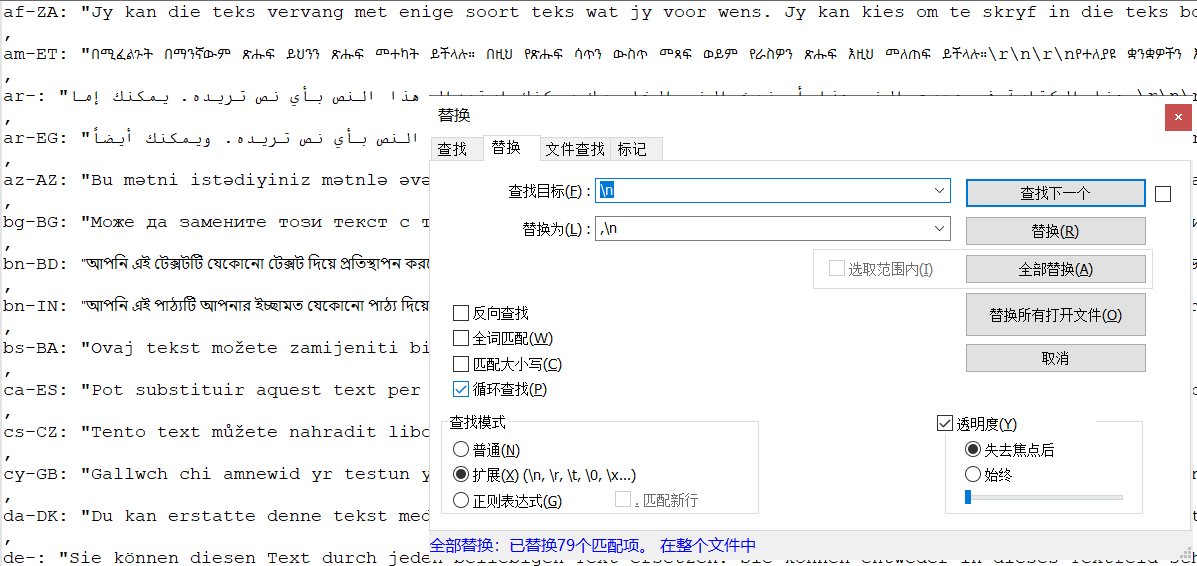 af-ZA: "Jy kan die teks vervang met enige soort teks wat jy voor wens. Jy kan kies om te skryf in die teks
,
am-ET: "በሚፈልጉት በማንኛውም ጽሑፍ ይህንን ጽሑፍ መተካት ይችላሉ። በዚህ የጽሑፍ ሳጥን ውስጥ መጻፍ ወይም የራስዎን ጽሑፍ እዚህ መለጠፍ ይችላሉ።\r\n\r\nየተለያዩ ቋንቋዎችን
,
ar-: "هذا النص بأي نص تريده. يمكنك إما
,
ar-EG: "النص بأي نص تريده. ويمكنك أيضاً
,
az-AZ: "Bu mətni istədiyiniz mətnlə
,
bg-BG: "Може да замените този текст с
,
bn-BD: "আপনি এই টেক্সটটি যেকোনো টেক্সট দিয়ে প্রতিস্থাপন
,
bn-IN: "আপনি এই পাঠ্যটি আপনার ইচ্ছামত যেকোনো পাঠ্য দিয়ে
,
bs-BA: "Ovaj tekst možete zamijeniti
,
ca-ES: "Pot substituir aquest text per
,
cs-CZ: "Tento text můžete nahradit
,
cy-GB: "Gallwch chi amnewid yr testun
,
da-DK: "Du kan erstatte denne tekst
,
de-: "Sie können diesen Text durch
替换
查找 替换 文件查找 标记
查找目标(F): \n 查找下一个
替换为(L): ,\n 替换(R)
选取范围内(I) 全部替换(A)
替换所有打开文件(O)
取消
反向查找
全词匹配(W)
匹配大小写(C)
循环查找(P)
查找模式
普通(N)
扩展(X) (\n, \r, \t, \0, \x...)
正则表达式(G) . 匹配新行
透明度(Y)
失去焦点后
始终
全部替换: 已替换79个匹配项。 在整个文件中